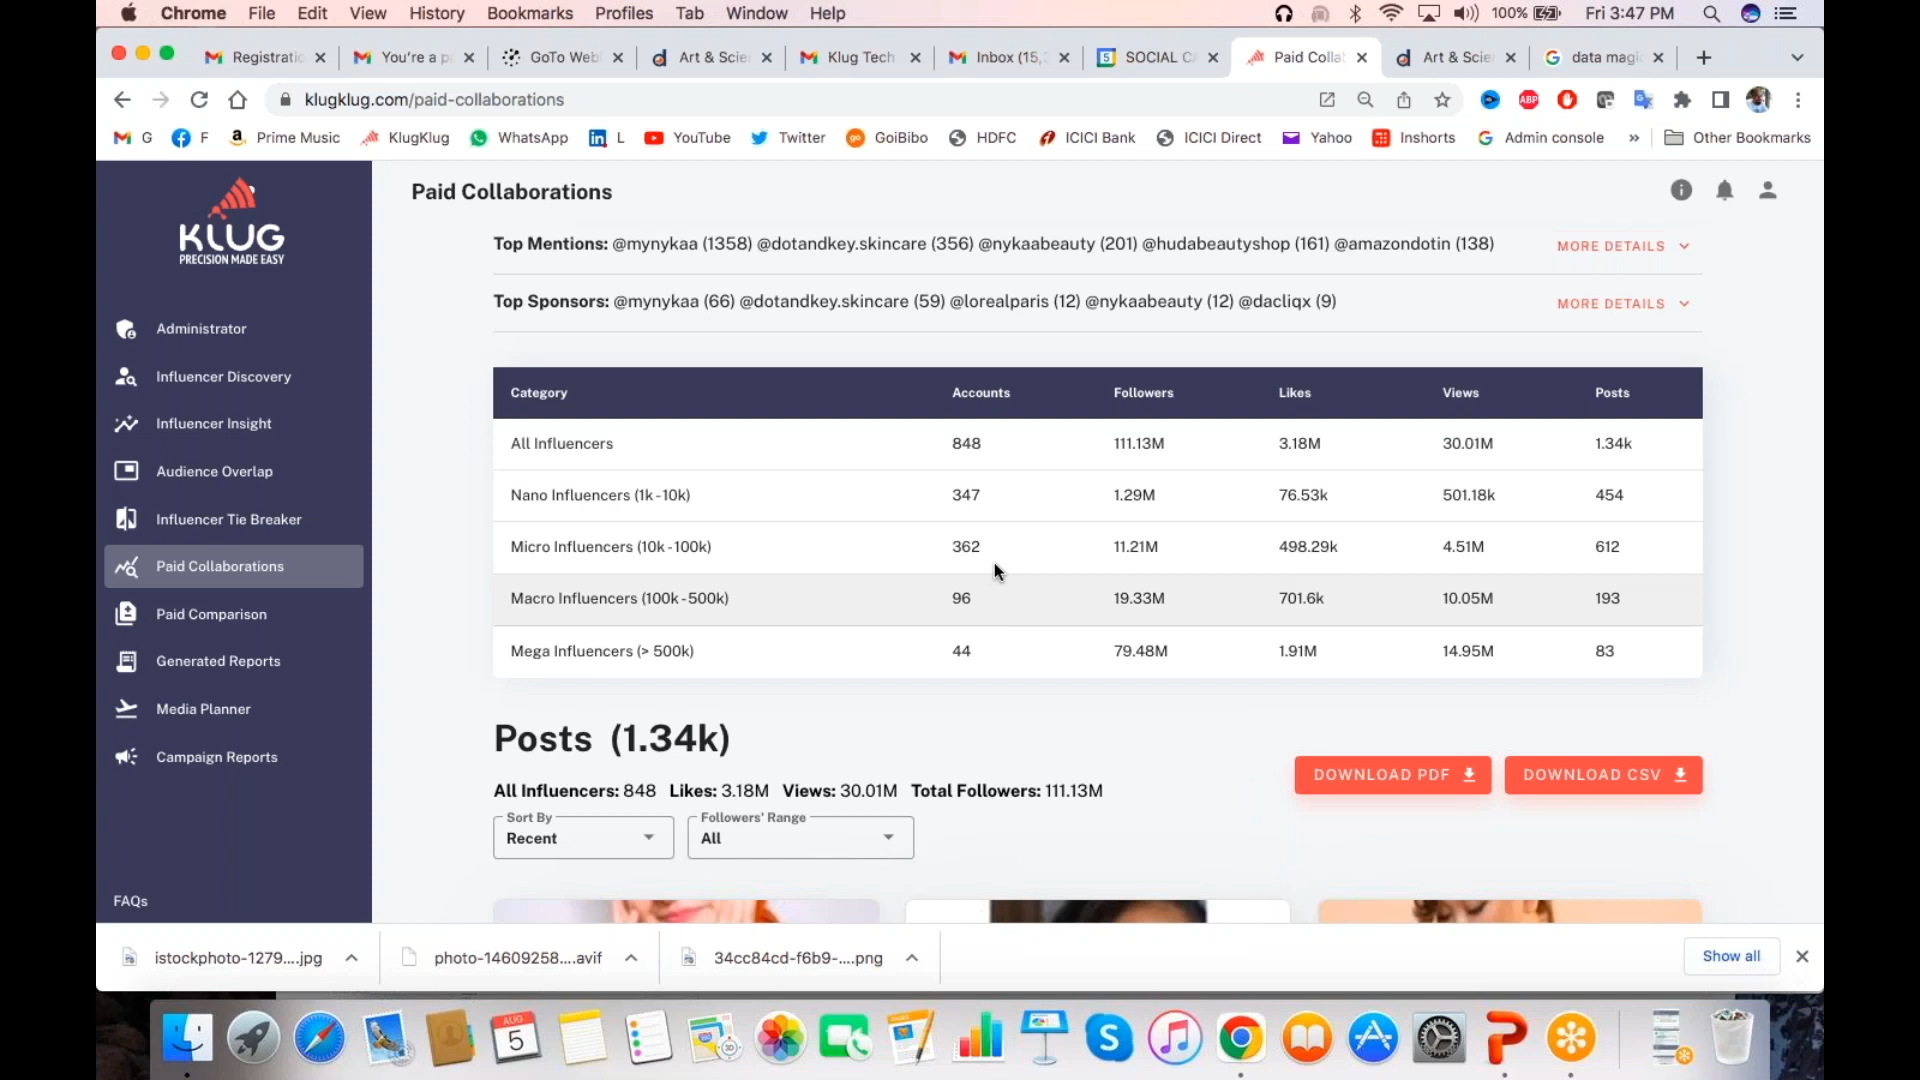 Chrome File Edit View History Bookmarks Profiles Tab Window Help 100% Fri 3:47 PM
Registratio You're a pa GoTo Web Art & Scie Klug Tech Inbox (15, SOCIAL CA Paid Collab Art & Scie data magi
klugklug.com/paid-collaborations ABP
G F Prime Music KlugKlug WhatsApp L YouTube Twitter GoiBibo HDFC ICICI Bank ICICI Direct Yahoo Inshorts Admin console » Other Bookmarks
KLUG
PRECISION MADE EASY
Administrator
Influencer Discovery
Influencer Insight
Audience Overlap
Influencer Tie Breaker
Paid Collaborations
Paid Comparison
Generated Reports
Media Planner
Campaign Reports
FAQs
Paid Collaborations
Top Mentions: @mynykaa (1358) @dotandkey.skincare (356) @nykaabeauty (201) @hudabeautyshop (161) @amazondotin (138) MORE DETAILS
Top Sponsors: @mynykaa (66) @dotandkey.skincare (59) @lorealparis (12) @nykaabeauty (12) @dacliqx (9) MORE DETAILS
Category Accounts Followers Likes Views Posts
All Influencers 848 111.13M 3.18M 30.01M 1.34k
Nano Influencers (1k-10k) 347 1.29M 76.53k 501.18k 454
Micro Influencers (10k-100k) 362 11.21M 498.29k 4.51M 612
Macro Influencers (100k-500k) 96 19.33M 701.6k 10.05M 193
Mega Influencers (> 500k) 44 79.48M 1.91M 14.95M 83
Posts (1.34k)
DOWNLOAD PDF DOWNLOAD CSV
All Influencers: 848 Likes: 3.18M Views: 30.01M Total Followers: 111.13M
Sort By Followers' Range
Recent All
istockphoto-1279....jpg photo-14609258....avif 34cc84cd-f6b9-....png Show all
AUG
5